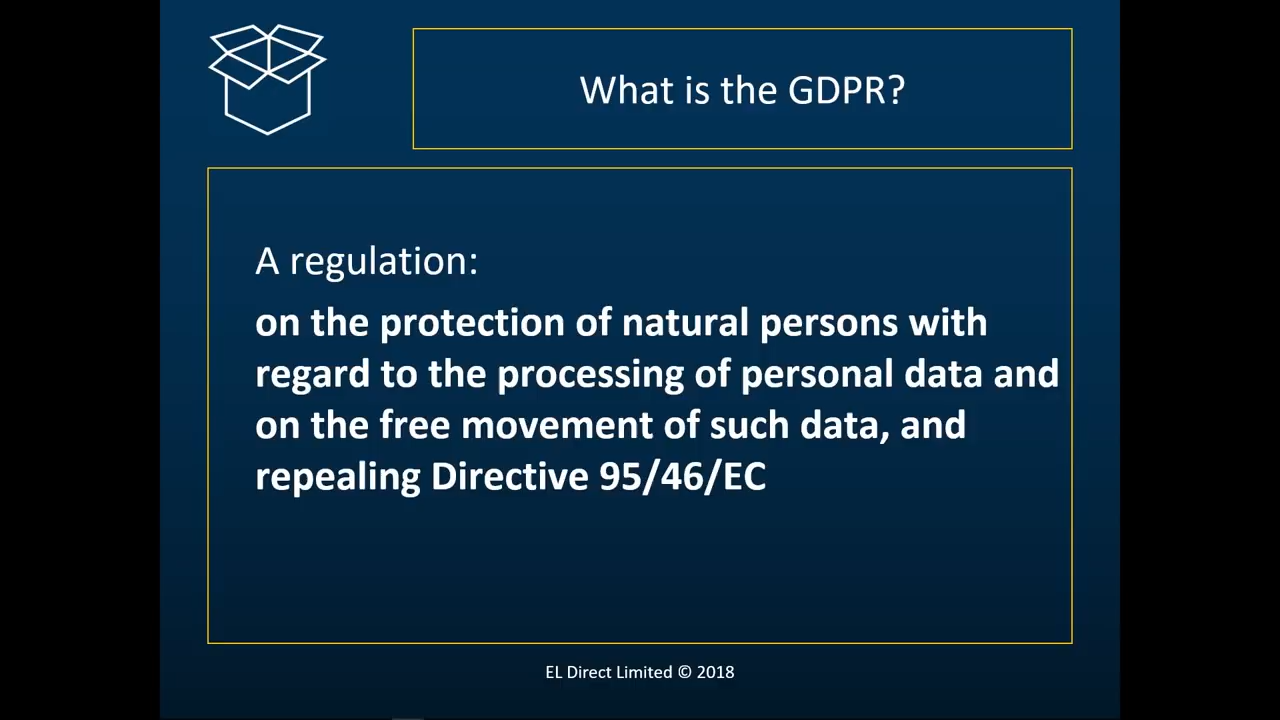 What is the GDPR?
A regulation:
on the protection of natural persons with
regard to the processing of personal data and
on the free movement of such data, and
repealing Directive 95/46/EC
EL Direct Limited © 2018